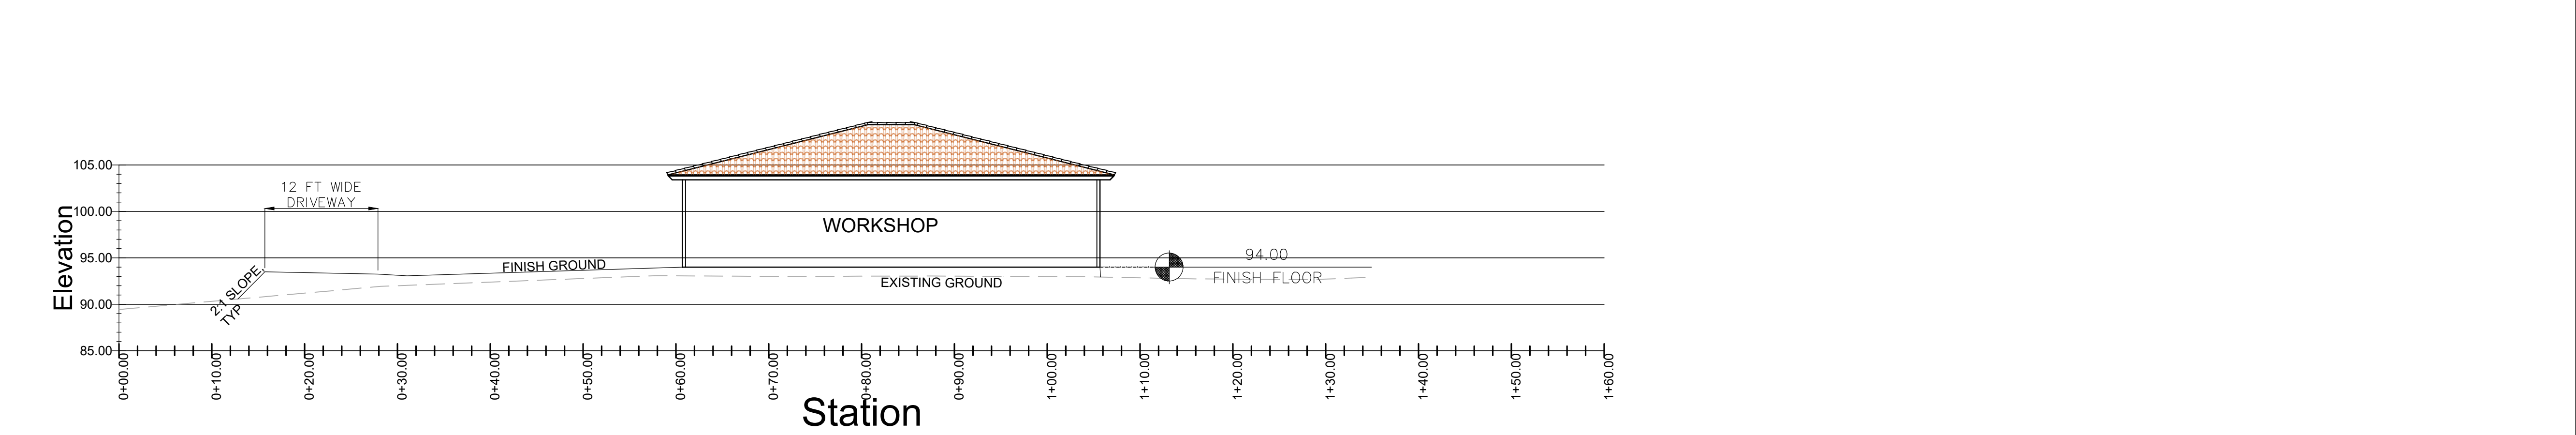 105.00
12 FT WIDE
DRIVEWAY
100.00
WORKSHOP
Elevation
95.00
94.00
FINISH GROUND
2:1 SLOPE,
TYP
EXISTING GROUND
FINISH FLOOR
90.00
85.00
0+00.00
0+10.00
0+20.00
0+30.00
0+40.00
0+50.00
0+60.00
0+70.00
0+80.00
0+90.00
1+00.00
1+10.00
1+20.00
1+30.00
1+40.00
1+50.00
1+60.00
Station